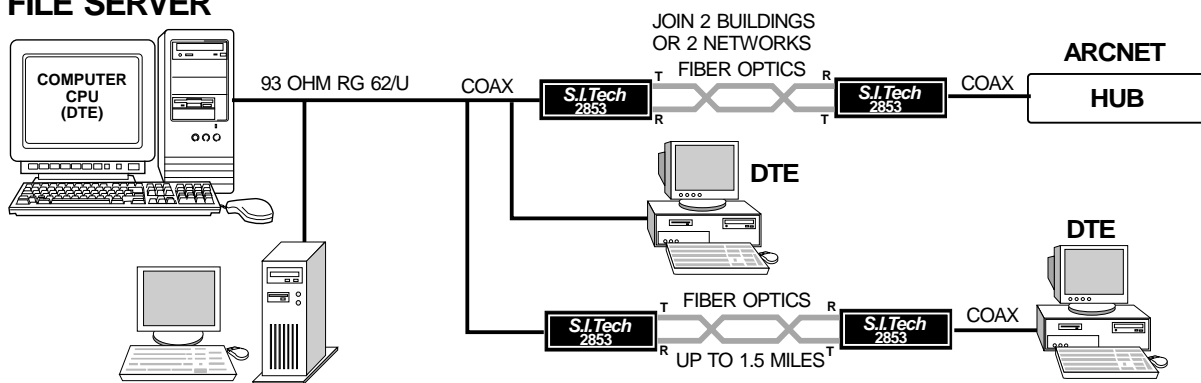 FILE SERVER
COMPUTER
CPU
(DTE)
93 OHM RG 62/U
COAX
JOIN 2 BUILDINGS
OR 2 NETWORKS
FIBER OPTICS
T
R
S.I.Tech
2853
R
T
S.I.Tech
2853
COAX
ARCNET
HUB
DTE
DTE
FIBER OPTICS
T
R
S.I.Tech
2853
R
T
S.I.Tech
2853
UP TO 1.5 MILES
COAX